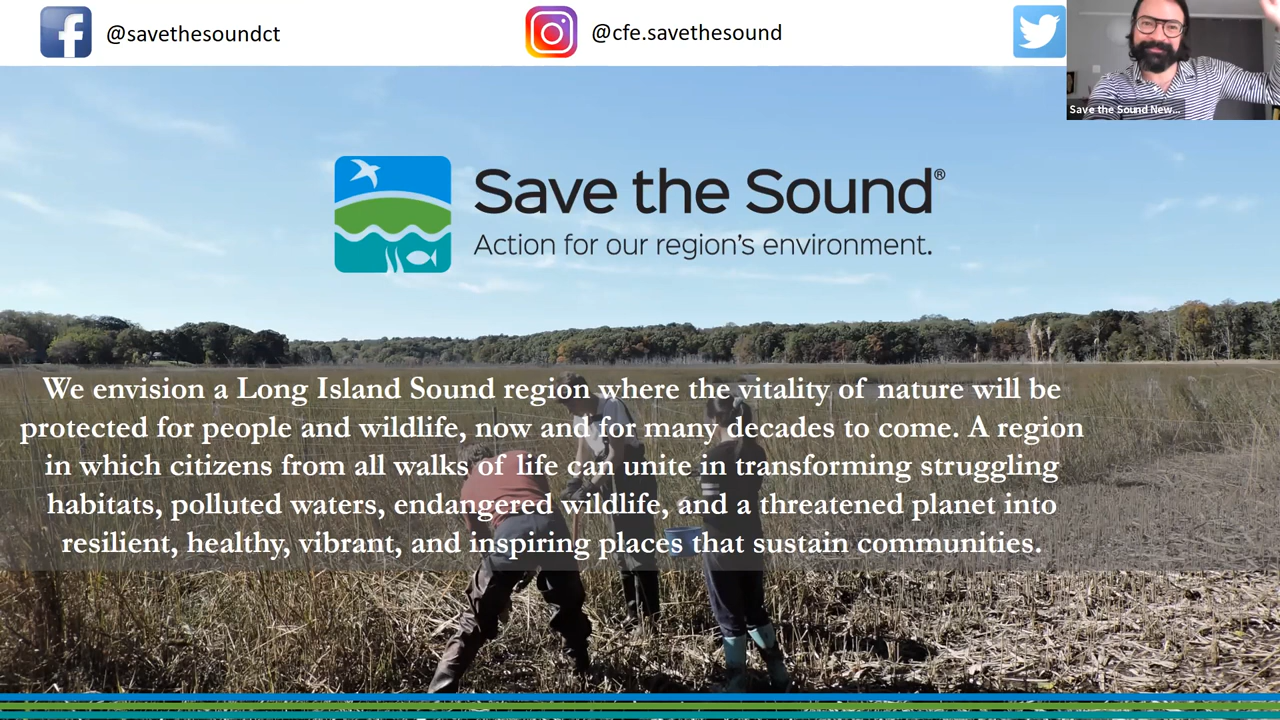 @savethesoundct
@cfe.savethesound
Save the Sound New...
Save the Sound®
Action for our region's environment.
We envision a Long Island Sound region where the vitality of nature will be
protected for people and wildlife, now and for many decades to come. A region
in which citizens from all walks of life can unite in transforming struggling
habitats, polluted waters, endangered wildlife, and a threatened planet into
resilient, healthy, vibrant, and inspiring places that sustain communities.